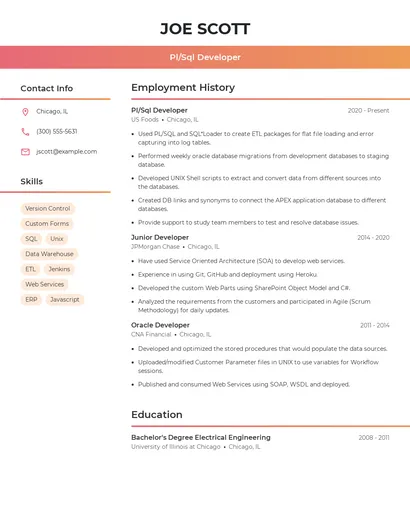 JOE SCOTT
Pl/Sql Developer
Contact Info
Chicago, IL
(300) 555-5631
jscott@example.com
Skills
Version Control
Custom Forms
SQL Unix
Data Warehouse
ETL Jenkins
Web Services
ERP Javascript
Employment History
Pl/Sql Developer 2020 - Present
US Foods • Chicago, IL
• Used PL/SQL and SQL*Loader to create ETL packages for flat file loading and error
capturing into log tables.
• Performed weekly oracle database migrations from development databases to staging
database.
• Developed UNIX Shell scripts to extract and convert data from different sources into
the databases.
• Created DB links and synonyms to connect the APEX application database to different
databases.
• Provide support to study team members to test and resolve database issues.
Junior Developer 2014 - 2020
JPMorgan Chase • Chicago, IL
• Have used Service Oriented Architecture (SOA) to develop web services.
• Experience in using Git, GitHub and deployment using Heroku.
• Developed the custom Web Parts using SharePoint Object Model and C#.
• Analyzed the requirements from the customers and participated in Agile (Scrum
Methodology) for daily updates.
Oracle Developer 2011 - 2014
CNA Financial • Chicago, IL
• Developed and optimized the stored procedures that would populate the data sources.
• Uploaded/modified Customer Parameter files in UNIX to use variables for Workflow
sessions.
• Published and consumed Web Services using SOAP, WSDL and deployed.
Education
Bachelor's Degree Electrical Engineering 2008 - 2011
University of Illinois at Chicago • Chicago, IL